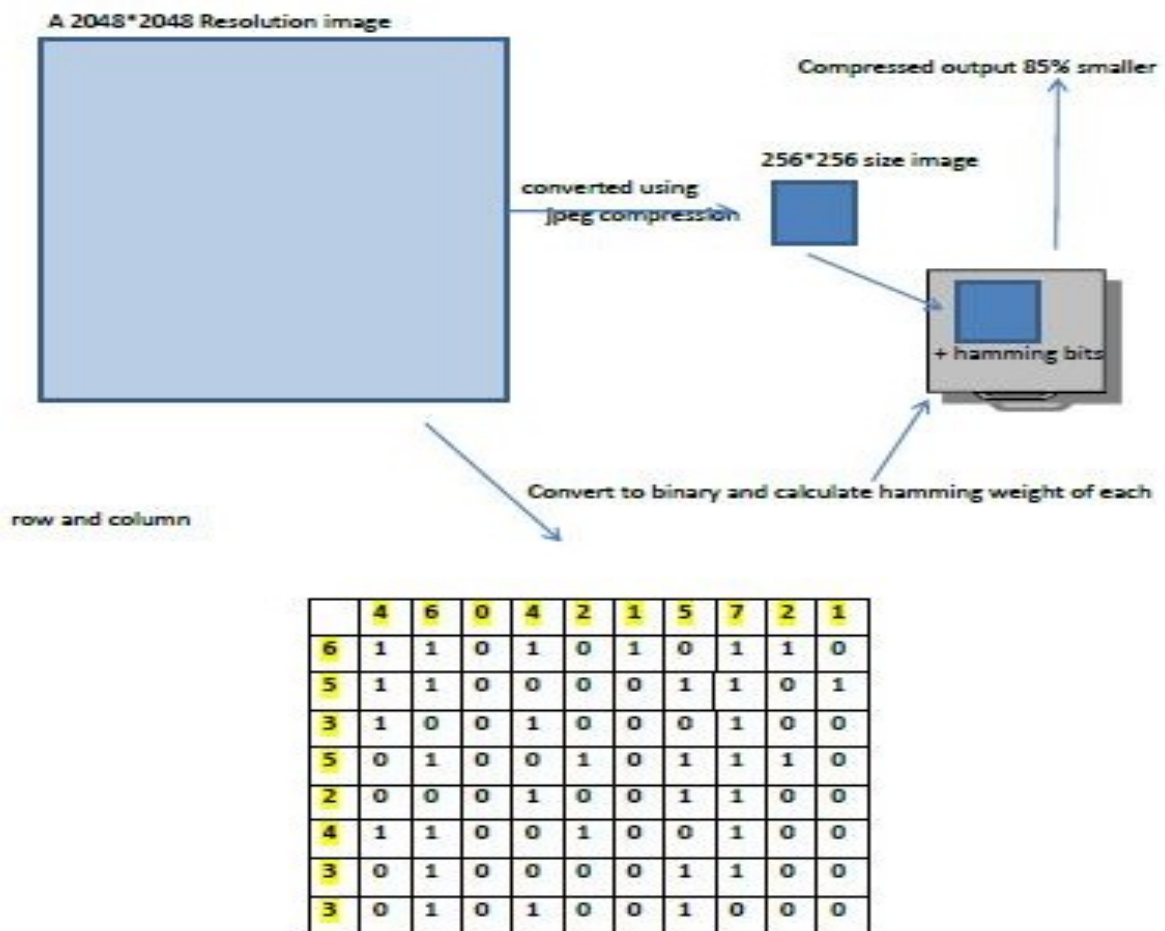 A 2048*2048 Resolution image
Compressed output 85% smaller
256*256 size image
converted using
jpeg compression
+ hamming bits
Convert to binary and calculate hamming weight of each
row and column
4 6 0 4 2 1 5 7 2 1
6 1 1 0 1 0 1 0 1 1 0
5 1 1 0 0 0 0 1 1 0 1
3 1 0 0 1 0 0 0 1 0 0
5 0 1 0 0 1 0 1 1 1 0
2 0 0 0 1 0 0 1 1 0 0
4 1 1 0 0 1 0 0 1 0 0
3 0 1 0 0 0 0 1 1 0 0
3 0 1 0 1 0 0 1 0 0 0